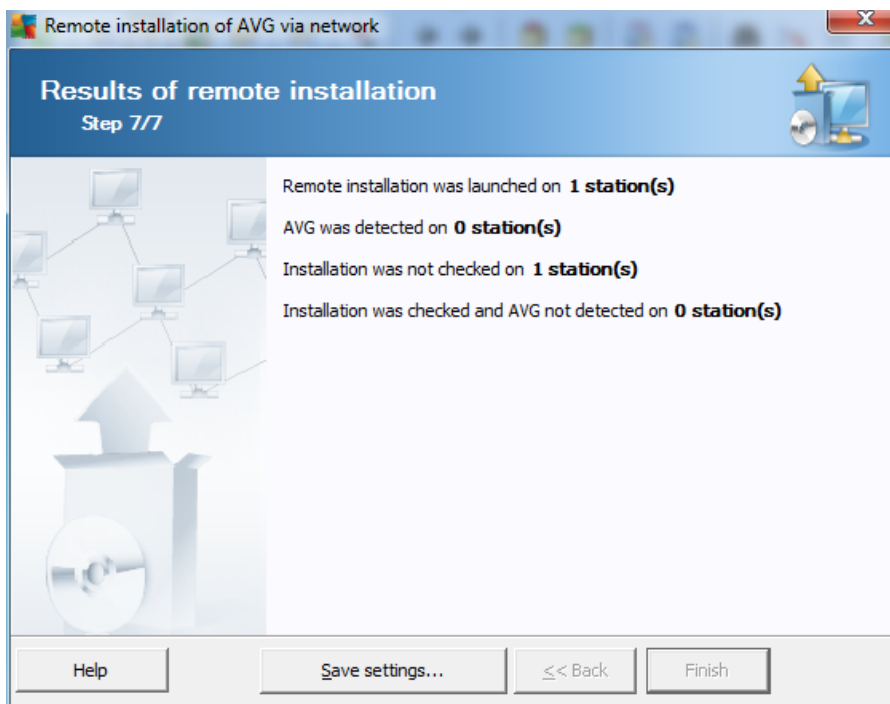 Remote installation of AVG via network
x
Results of remote installation
Step 7/7
Remote installation was launched on 1 station(s)
AVG was detected on 0 station(s)
Installation was not checked on 1 station(s)
Installation was checked and AVG not detected on 0 station(s)
Help
Save settings...
<< Back
Finish